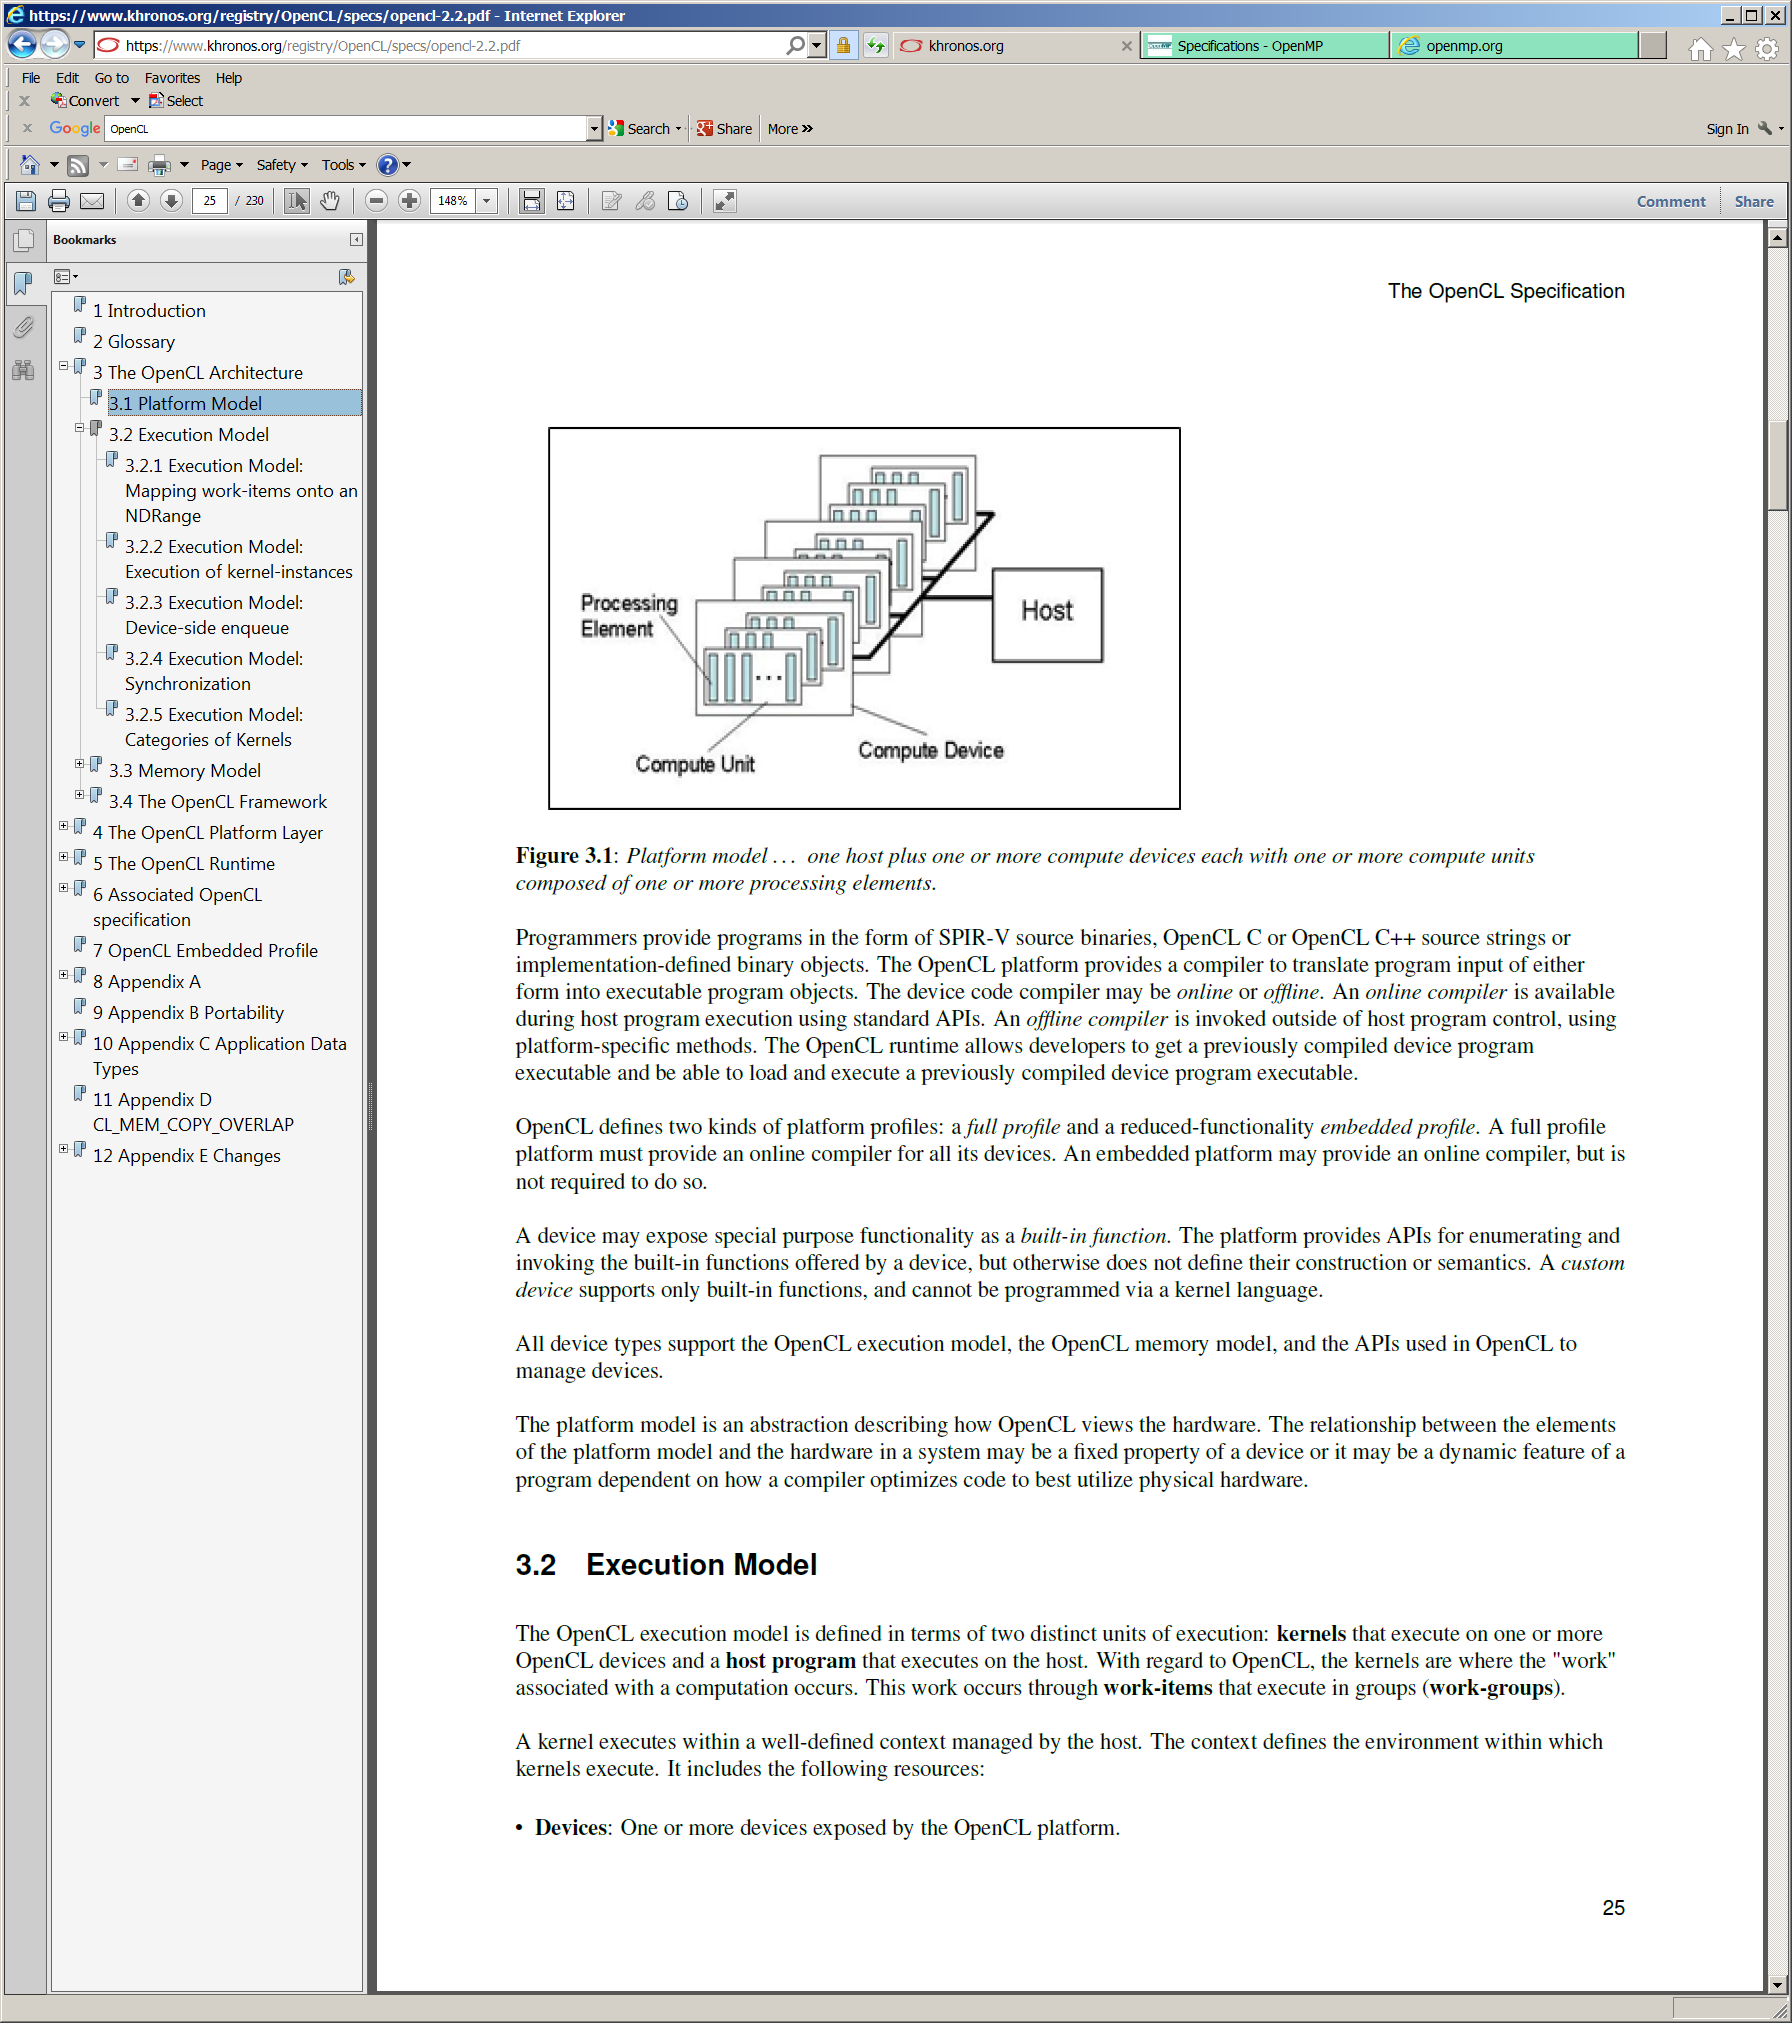 https://www.khronos.org/registry/OpenCL/specs/opencl-2.2.pdf - Internet Explorer
https://www.khronos.org/registry/OpenCL/specs/opencl-2.2.pdf
khronos.org
Specifications - OpenMP
openmp.org
File Edit Go to Favorites Help
x Convert Select
x Google OpenCL Search Share More »
Sign In
Page Safety Tools
25 / 230
148%
Comment Share
Bookmarks
1 Introduction
2 Glossary
3 The OpenCL Architecture
3.1 Platform Model
3.2 Execution Model
3.2.1 Execution Model:
Mapping work-items onto an
NDRange
3.2.2 Execution Model:
Execution of kernel-instances
3.2.3 Execution Model:
Device-side enqueue
3.2.4 Execution Model:
Synchronization
3.2.5 Execution Model:
Categories of Kernels
3.3 Memory Model
3.4 The OpenCL Framework
4 The OpenCL Platform Layer
5 The OpenCL Runtime
6 Associated OpenCL
specification
7 OpenCL Embedded Profile
8 Appendix A
9 Appendix B Portability
10 Appendix C Application Data
Types
11 Appendix D
CL_MEM_COPY_OVERLAP
12 Appendix E Changes
The OpenCL Specification
Processing
Element
Host
...
Compute Unit
Compute Device
Figure 3.1: Platform model . . . one host plus one or more compute devices each with one or more compute units
composed of one or more processing elements.
Programmers provide programs in the form of SPIR-V source binaries, OpenCL C or OpenCL C++ source strings or
implementation-defined binary objects. The OpenCL platform provides a compiler to translate program input of either
form into executable program objects. The device code compiler may be online or offline. An online compiler is available
during host program execution using standard APIs. An offline compiler is invoked outside of host program control, using
platform-specific methods. The OpenCL runtime allows developers to get a previously compiled device program
executable and be able to load and execute a previously compiled device program executable.
OpenCL defines two kinds of platform profiles: a full profile and a reduced-functionality embedded profile. A full profile
platform must provide an online compiler for all its devices. An embedded platform may provide an online compiler, but is
not required to do so.
A device may expose special purpose functionality as a built-in function. The platform provides APIs for enumerating and
invoking the built-in functions offered by a device, but otherwise does not define their construction or semantics. A custom
device supports only built-in functions, and cannot be programmed via a kernel language.
All device types support the OpenCL execution model, the OpenCL memory model, and the APIs used in OpenCL to
manage devices.
The platform model is an abstraction describing how OpenCL views the hardware. The relationship between the elements
of the platform model and the hardware in a system may be a fixed property of a device or it may be a dynamic feature of a
program dependent on how a compiler optimizes code to best utilize physical hardware.
3.2 Execution Model
The OpenCL execution model is defined in terms of two distinct units of execution: kernels that execute on one or more
OpenCL devices and a host program that executes on the host. With regard to OpenCL, the kernels are where the "work"
associated with a computation occurs. This work occurs through work-items that execute in groups (work-groups).
A kernel executes within a well-defined context managed by the host. The context defines the environment within which
kernels execute. It includes the following resources:
• Devices: One or more devices exposed by the OpenCL platform.
25